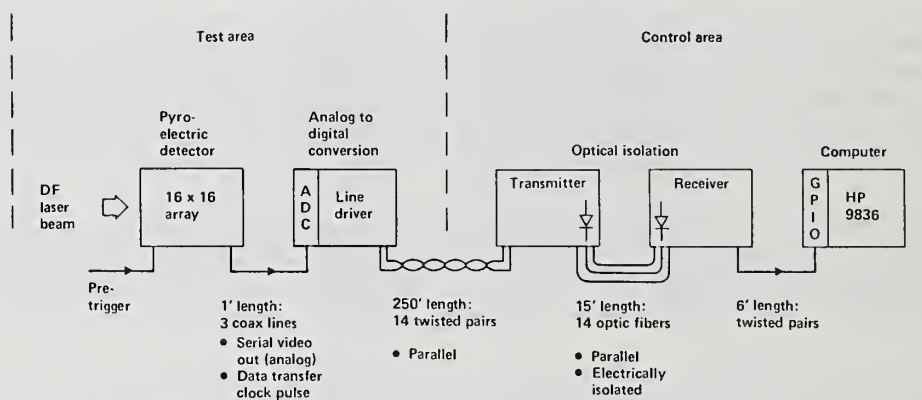 Test area
Control area
Pyro-
electric
detector
Analog to
digital
conversion
Optical isolation
Computer
DF
laser
beam
16 x 16
array
A
D
C
Line
driver
Transmitter
Receiver
G
P
I
O
HP
9836
Pre-
trigger
1' length:
3 coax lines
• Serial video
out (analog)
• Data transfer
clock pulse
250' length:
14 twisted pairs
• Parallel
15' length:
14 optic fibers
• Parallel
• Electrically
isolated
6' length:
twisted pairs